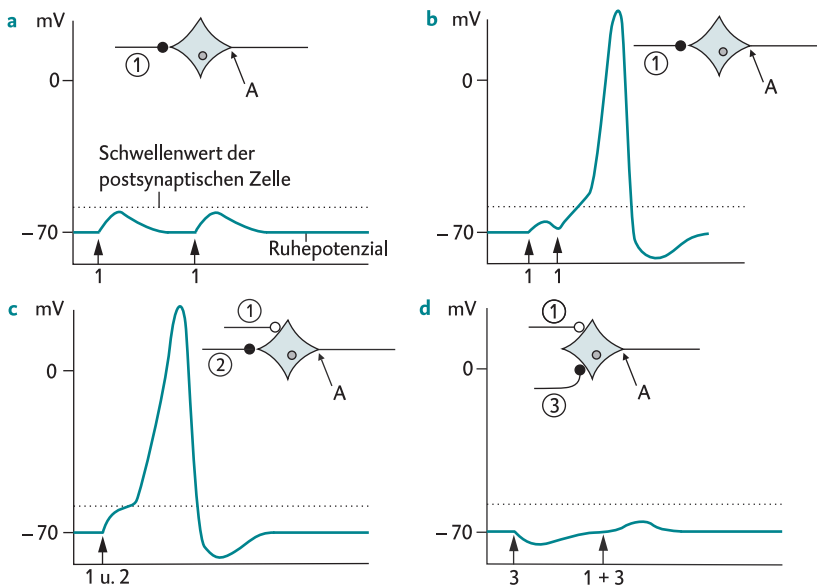 a mV
1
A
0
Schwellenwert der
postsynaptischen Zelle
−70
Ruhepotenzial
1 1
b mV
1
A
0
−70
1 1
c mV
1
2
A
0
−70
1 u. 2
d mV
1
3
A
0
−70
3 1 + 3